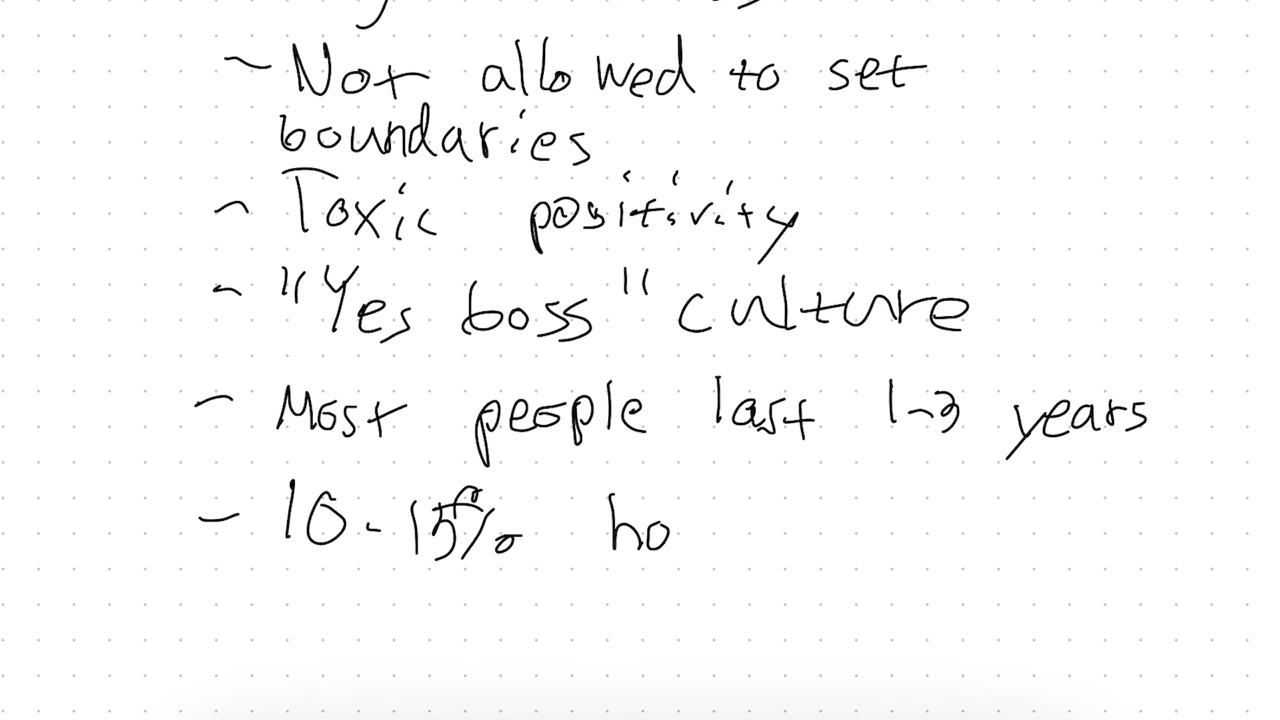 - Not allowed to set
boundaries
- Toxic positivity
- "Yes boss" culture
- Most people last 1-3 years
- 10-15% ho